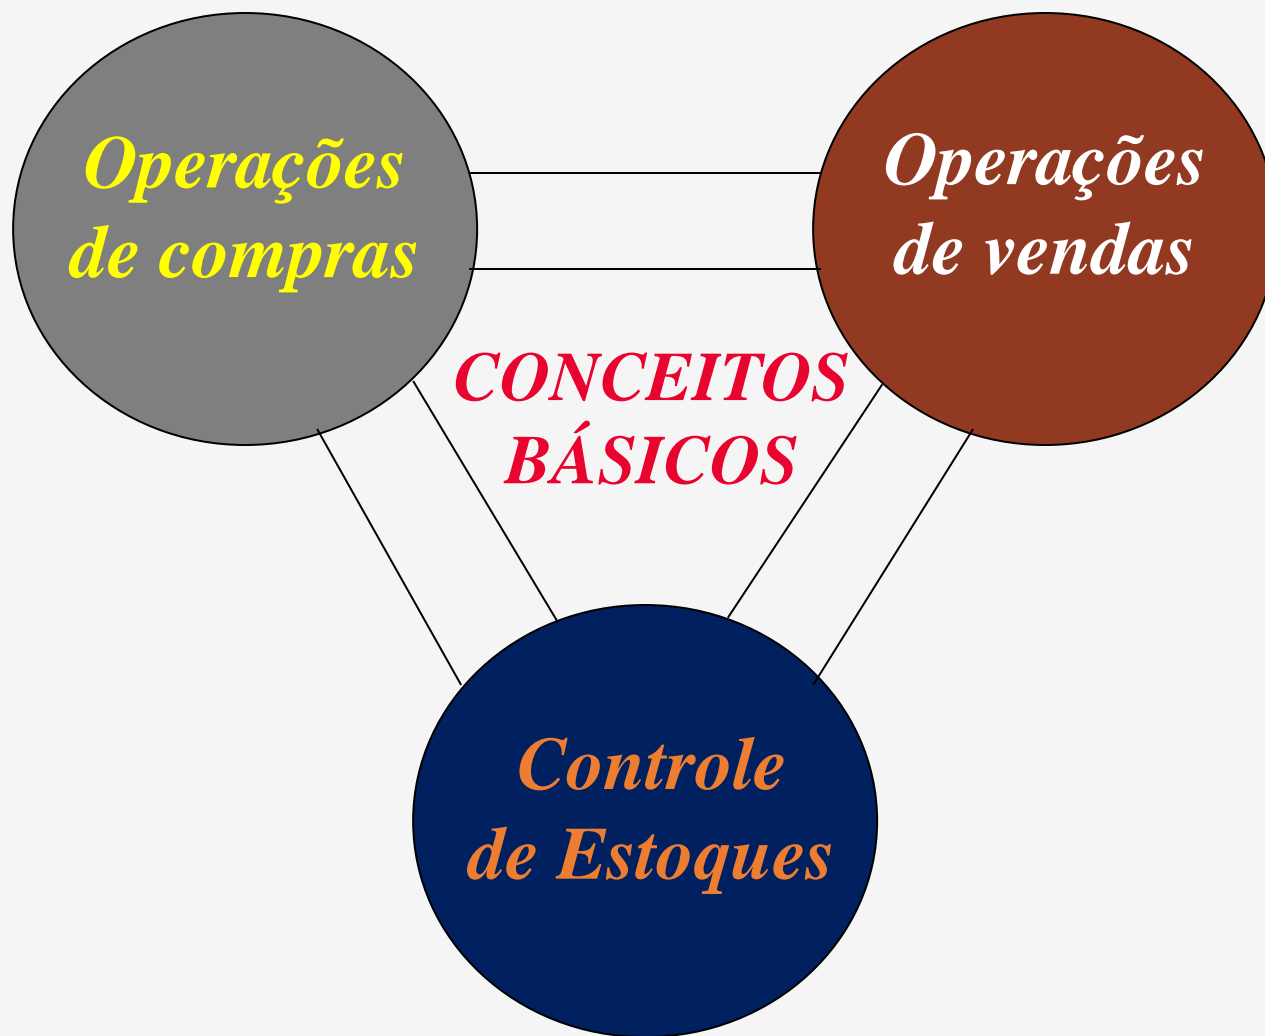 Operações
de compras
Operações
de vendas
CONCEITOS
BÁSICOS
Controle
de Estoques